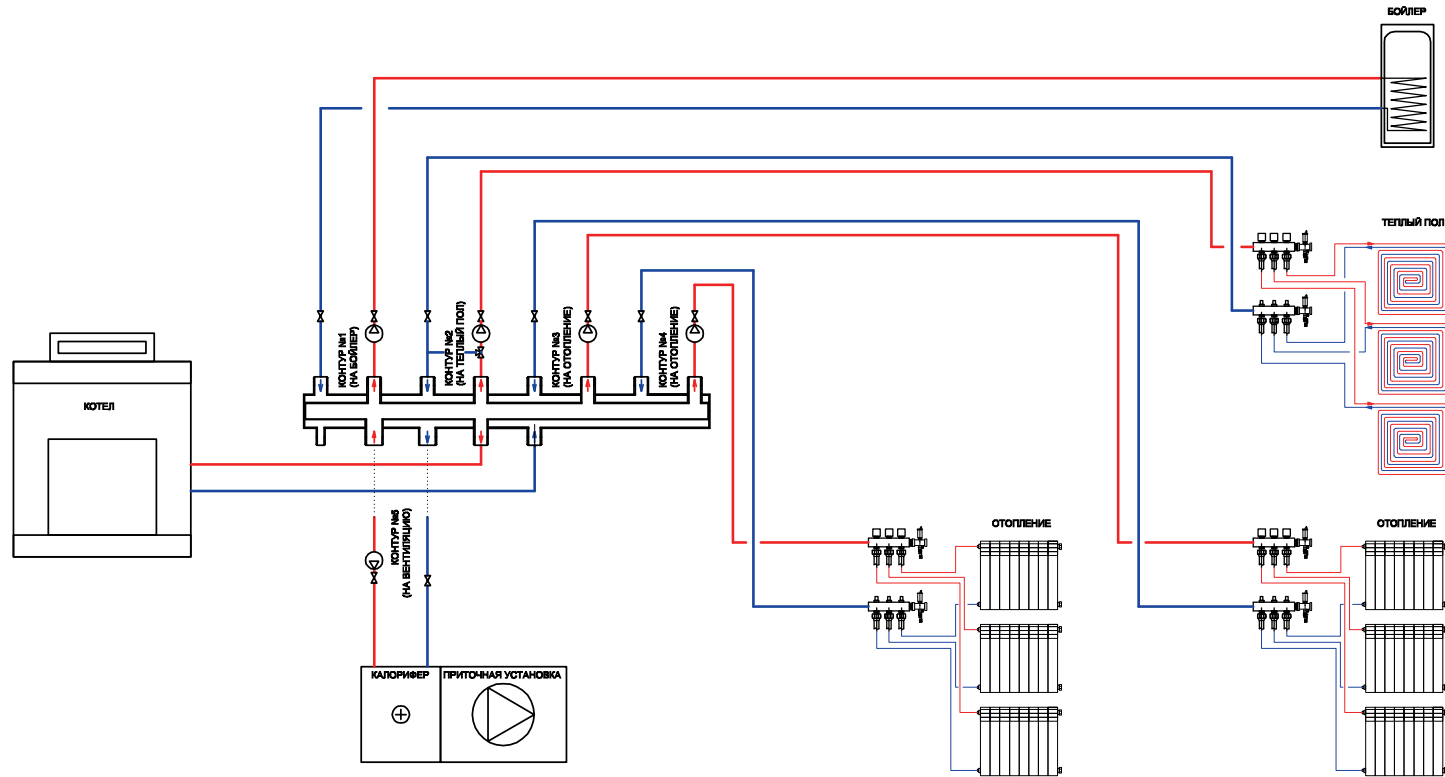 БОЙЛЕР
ТЕПЛЫЙ ПОЛ
КОНТУР №1
(НА БОЙЛЕР)
КОНТУР №2
(НА ТЕПЛЫЙ ПОЛ)
КОНТУР №3
(НА ОТОПЛЕНИЕ)
КОНТУР №4
(НА ОТОПЛЕНИЕ)
КОТЕЛ
КОНТУР №5
(НА ВЕНТИЛЯЦИЮ)
ОТОПЛЕНИЕ
ОТОПЛЕНИЕ
КАЛОРИФЕР
ПРИТОЧНАЯ УСТАНОВКА